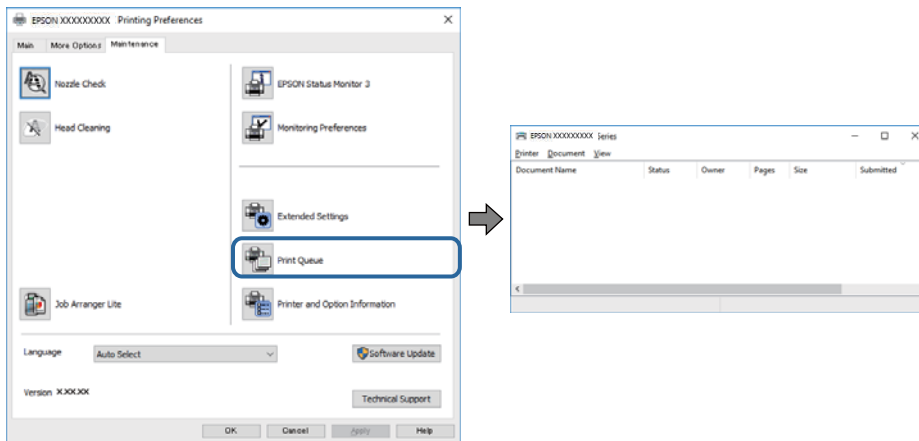 EPSON XXXXXXXXX Printing Preferences
Main More Options Maintenance
Nozzle Check
EPSON Status Monitor 3
Head Cleaning
Monitoring Preferences
Extended Settings
Print Queue
Job Arranger Lite
Printer and Option Information
Language Auto Select
Software Update
Version X.XX.XX
Technical Support
OK Cancel Apply Help
EPSON XXXXXXXXX Series
Printer Document View
Document Name Status Owner Pages Size Submitted